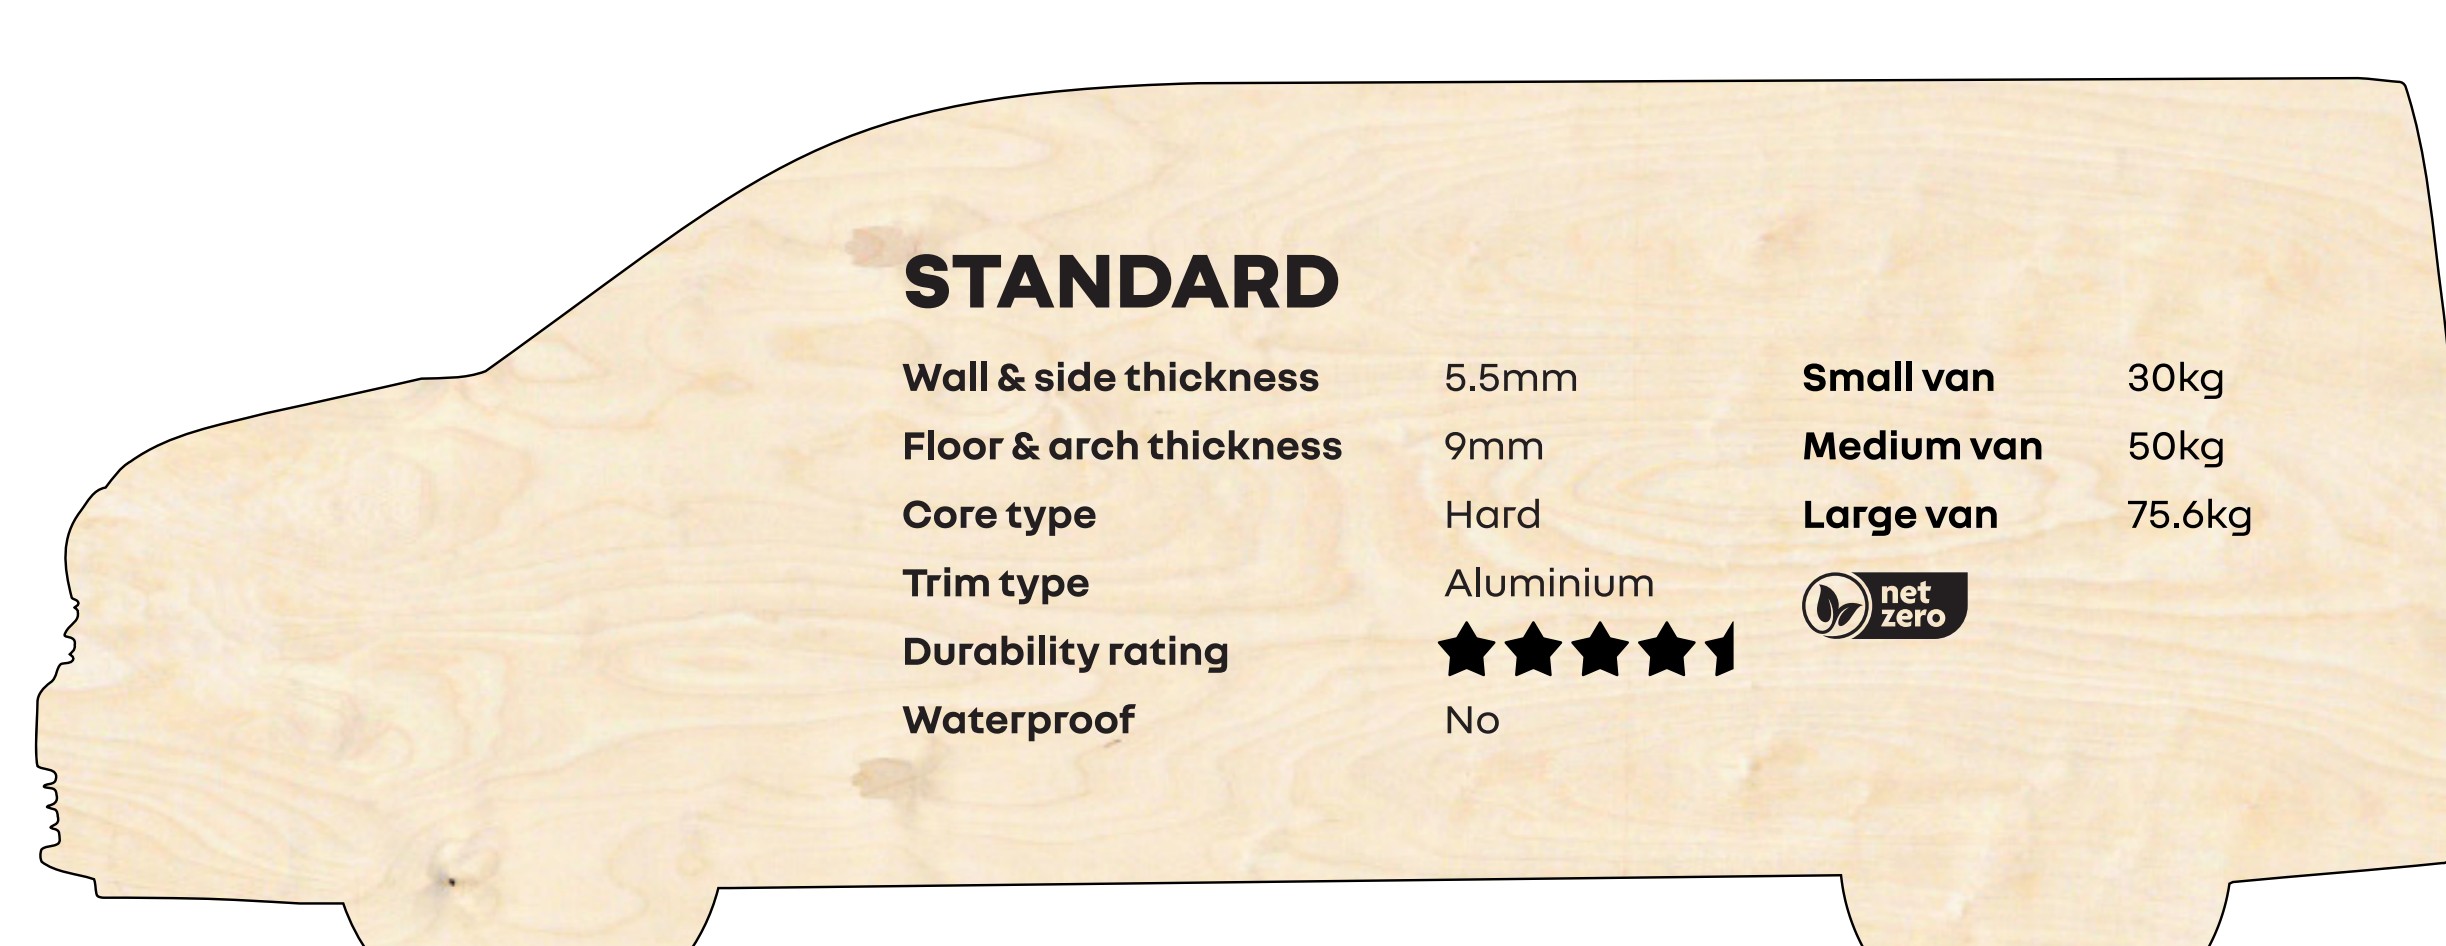 STANDARD
Wall & side thickness 5.5mm
Floor & arch thickness 9mm
Core type Hard
Trim type Aluminium
Durability rating
Waterproof No
Small van 30kg
Medium van 50kg
Large van 75.6kg
net
zero